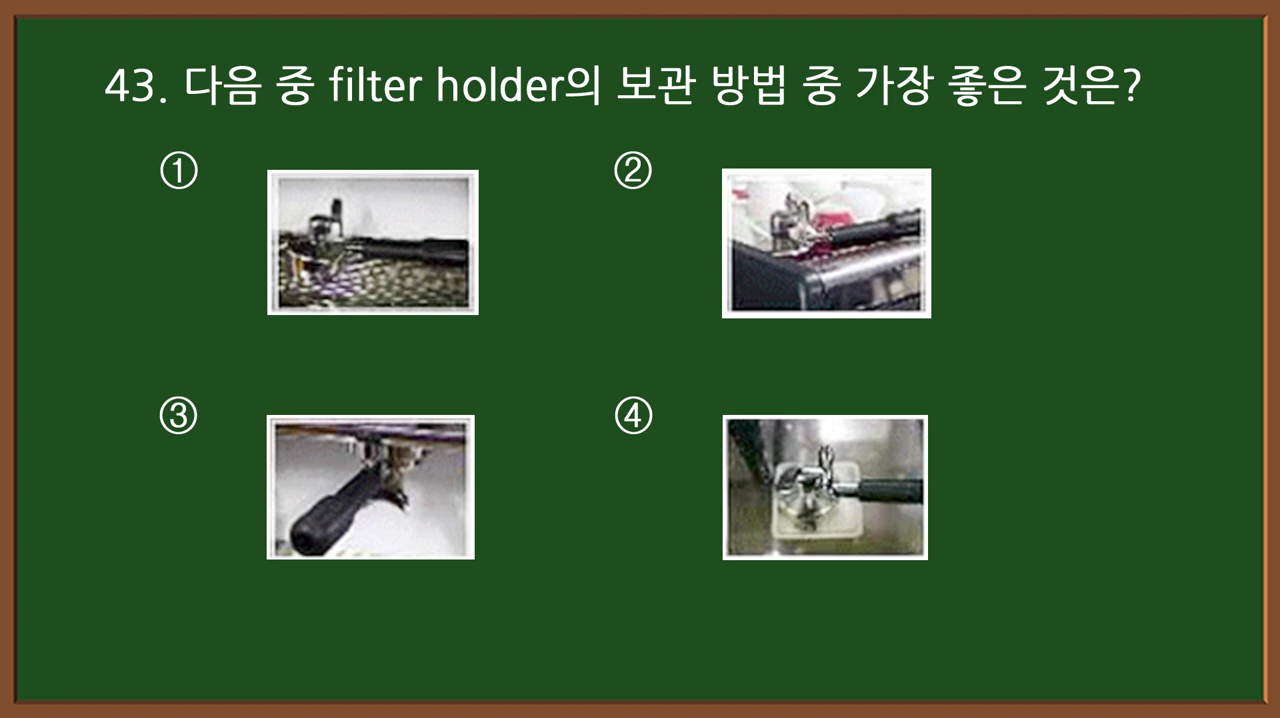 43. 다음 중 filter holder의 보관 방법 중 가장 좋은 것은?
① ②
③ ④